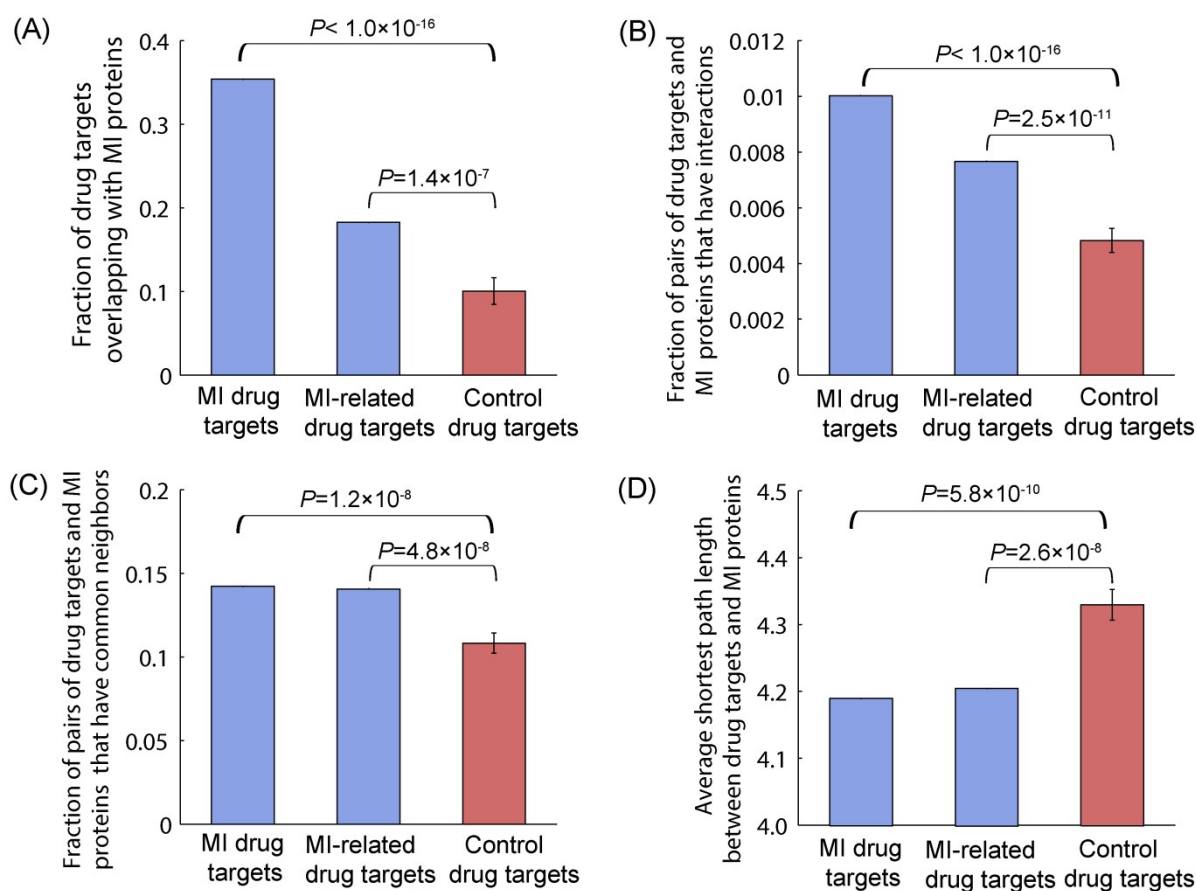 (A)
Fraction of drug targets
overlapping with MI proteins
0.4
0.3
0.2
0.1
0
P< 1.0×10⁻¹⁶
P=1.4×10⁻⁷
MI drug
targets
MI-related
drug targets
Control
drug targets
(B)
Fraction of pairs of drug targets and
MI proteins that have interactions
0.012
0.01
0.008
0.006
0.004
0.002
0
P< 1.0×10⁻¹⁶
P=2.5×10⁻¹¹
MI drug
targets
MI-related
drug targets
Control
drug targets
(C)
Fraction of pairs of drug targets and MI
proteins that have common neighbors
0.2
0.15
0.1
0.05
0
P=1.2×10⁻⁸
P=4.8×10⁻⁸
MI drug
targets
MI-related
drug targets
Control
drug targets
(D)
Average shortest path length
between drug targets and MI proteins
4.5
4.4
4.3
4.2
4.1
4.0
P=5.8×10⁻¹⁰
P=2.6×10⁻⁸
MI drug
targets
MI-related
drug targets
Control
drug targets